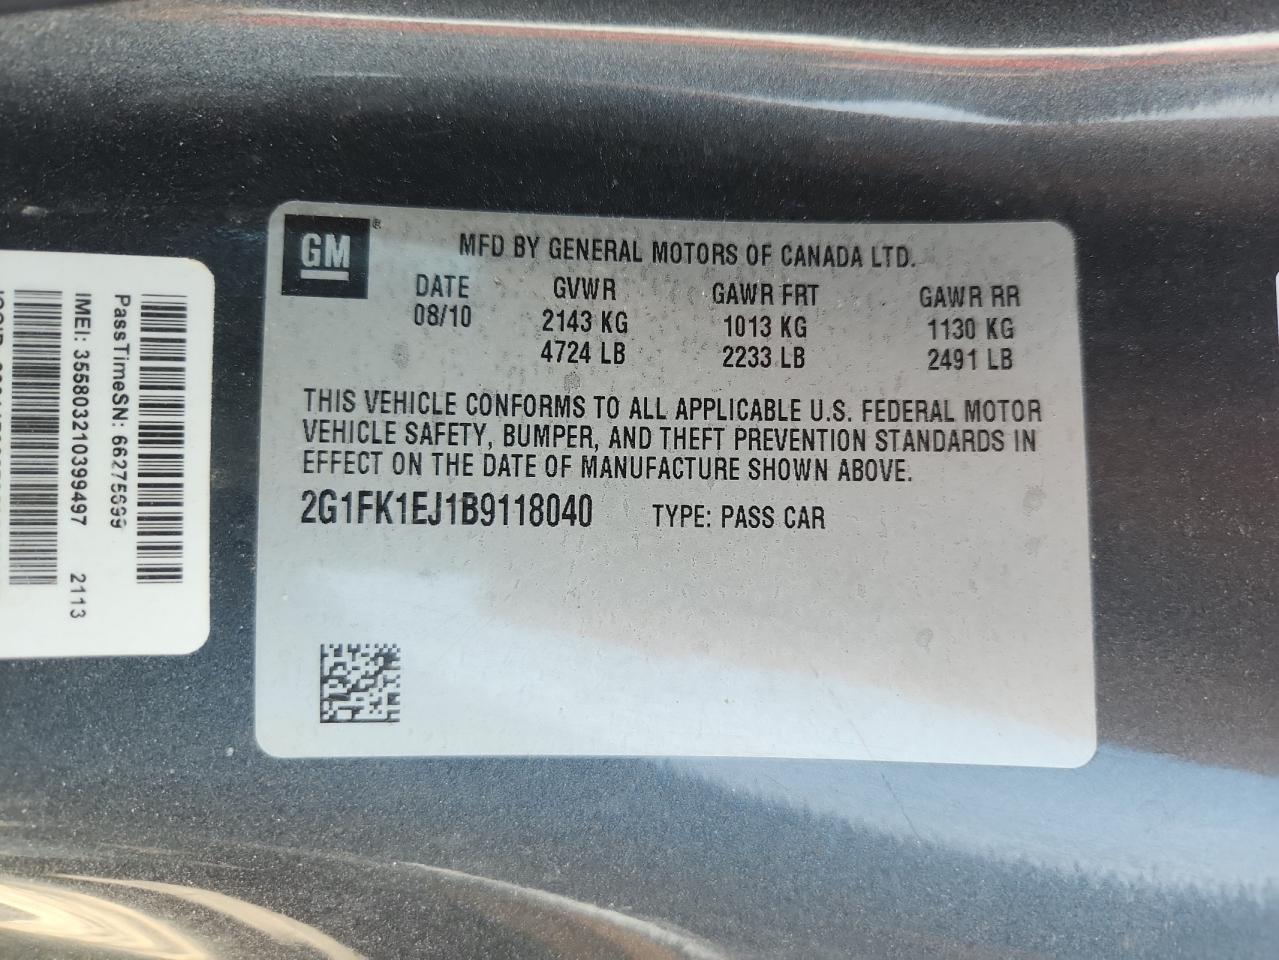 GM
MFD BY GENERAL MOTORS OF CANADA LTD.
DATE GVWR GAWR FRT GAWR RR
08/10 2143 KG 1013 KG 1130 KG
4724 LB 2233 LB 2491 LB
THIS VEHICLE CONFORMS TO ALL APPLICABLE U.S. FEDERAL MOTOR
VEHICLE SAFETY, BUMPER, AND THEFT PREVENTION STANDARDS IN
EFFECT ON THE DATE OF MANUFACTURE SHOWN ABOVE.
2G1FK1EJ1B9118040 TYPE: PASS CAR
PassTimeSN: 66275699
IMEI: 355803210399497 2113